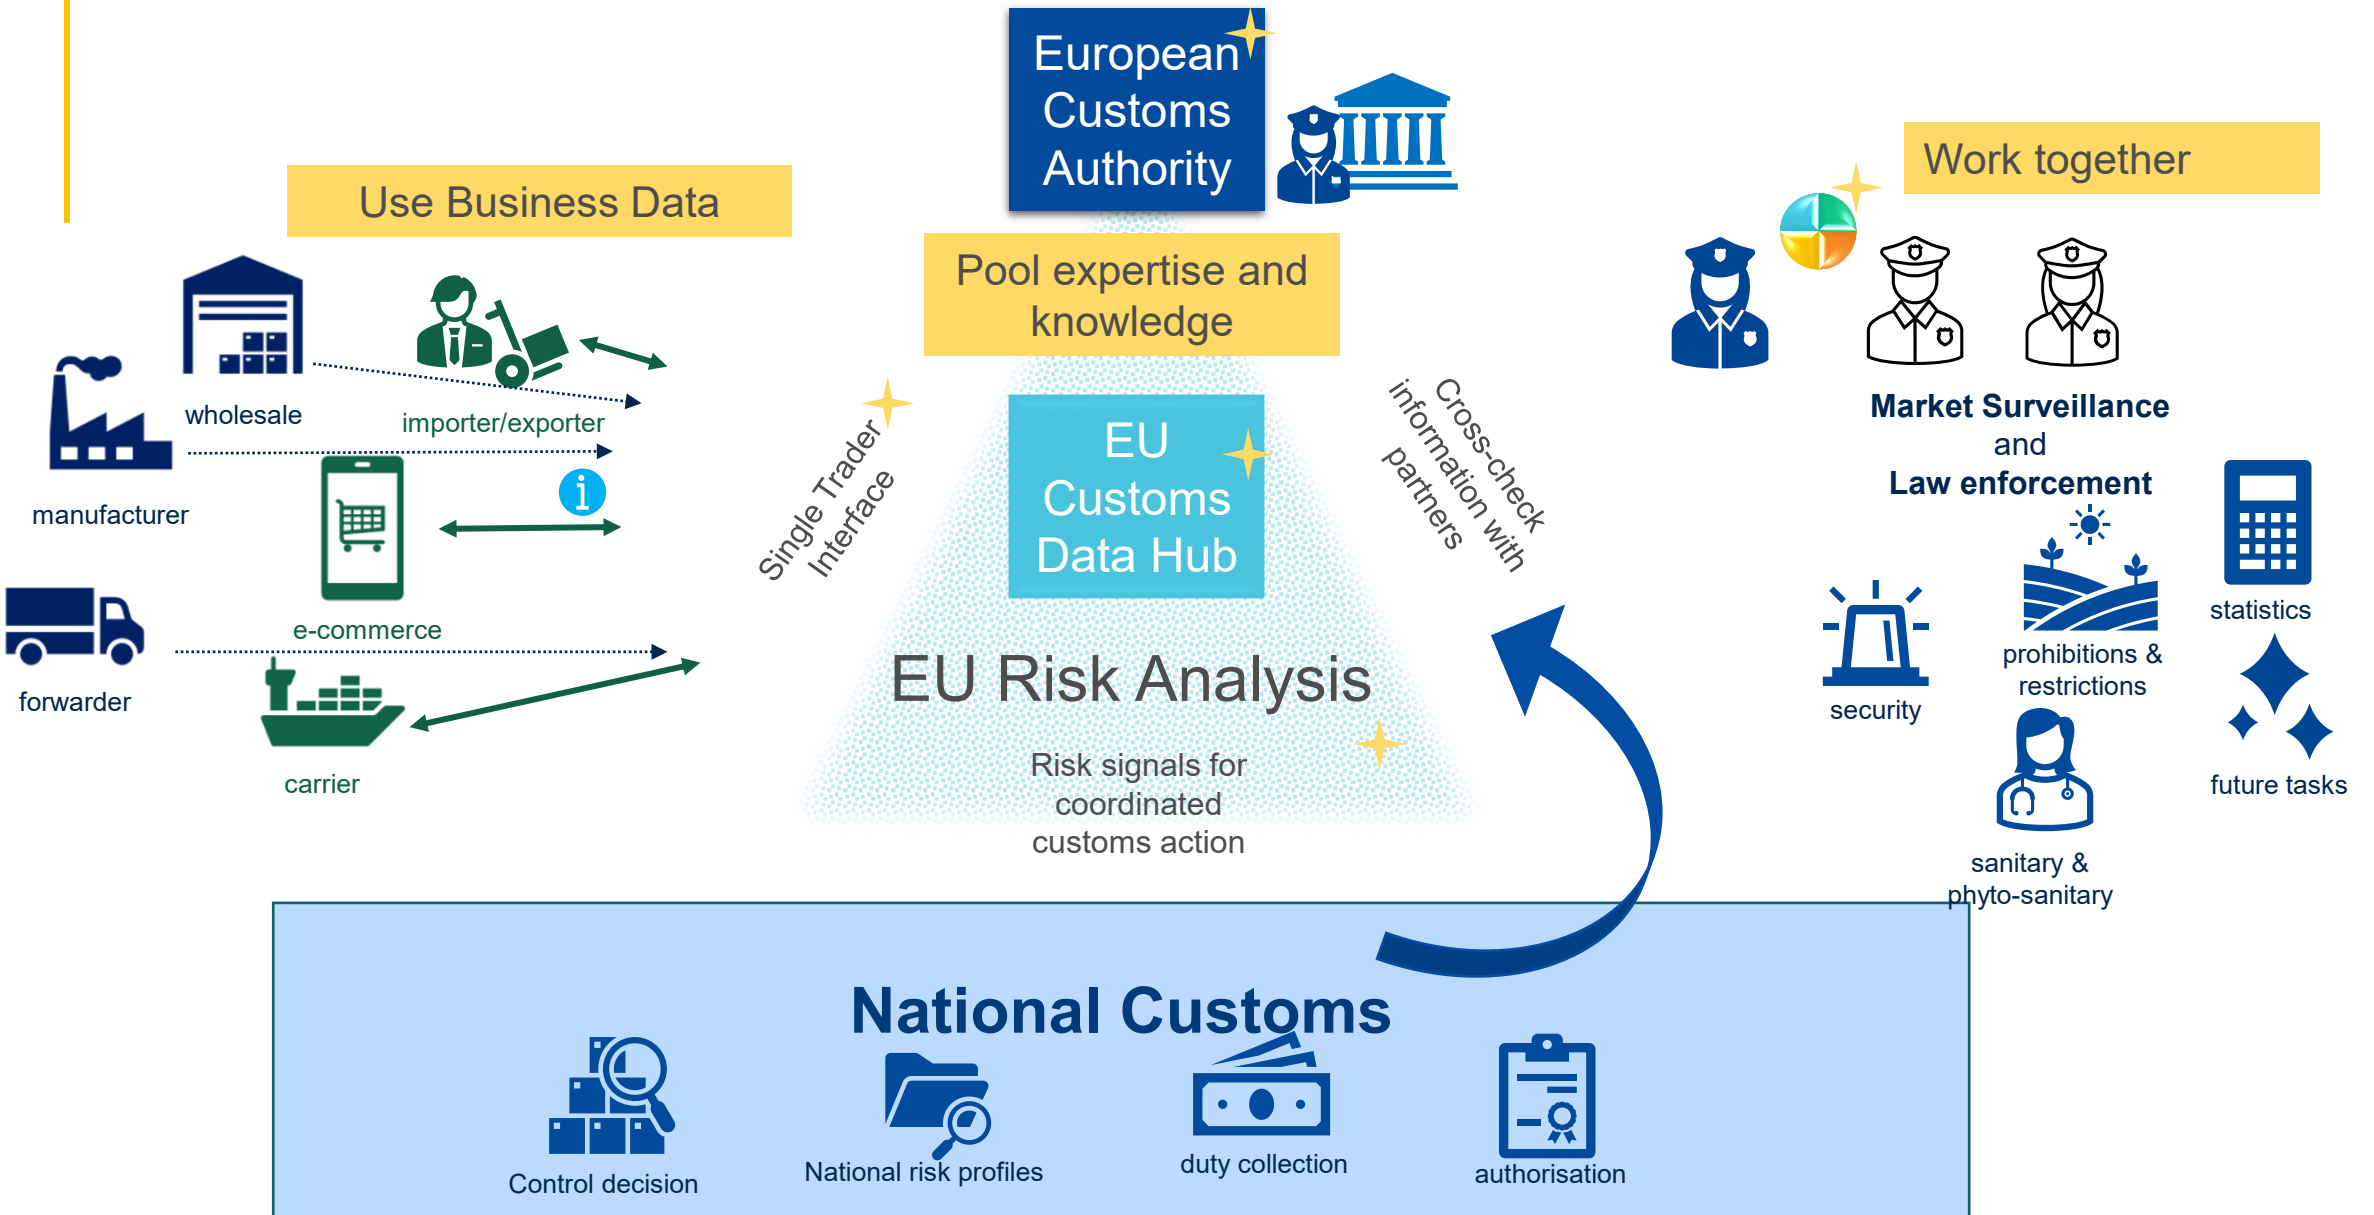 European
Customs
Authority
Use Business Data
Work together
Pool expertise and
knowledge
wholesale
importer/exporter
manufacturer
e-commerce
forwarder
carrier
Single Trader
Interface
EU
Customs
Data Hub
Cross-check
information with
partners
EU Risk Analysis
Risk signals for
coordinated
customs action
Market Surveillance
and
Law enforcement
statistics
prohibitions &
restrictions
security
future tasks
sanitary &
phyto-sanitary
National Customs
Control decision
National risk profiles
duty collection
authorisation